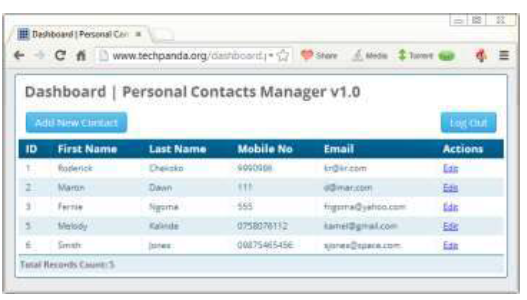 Dashboard | Personal Con
www.techpanda.org/dashboard.p
Share Media Torrent
Dashboard | Personal Contacts Manager v1.0
Add New Contact Log Out
ID First Name Last Name Mobile No Email Actions
1 Roderick Chekoko 9990986 kr@kr.com Edit
2 Martin Dawn 111 d@mar.com Edit
3 Fernie Ngoma 555 fngoma@yahoo.com Edit
5 Melody Kalinde 0758076112 kamel@gmail.com Edit
6 Smith Jones 09875465456 sjones@space.com Edit
Total Records Count: 5